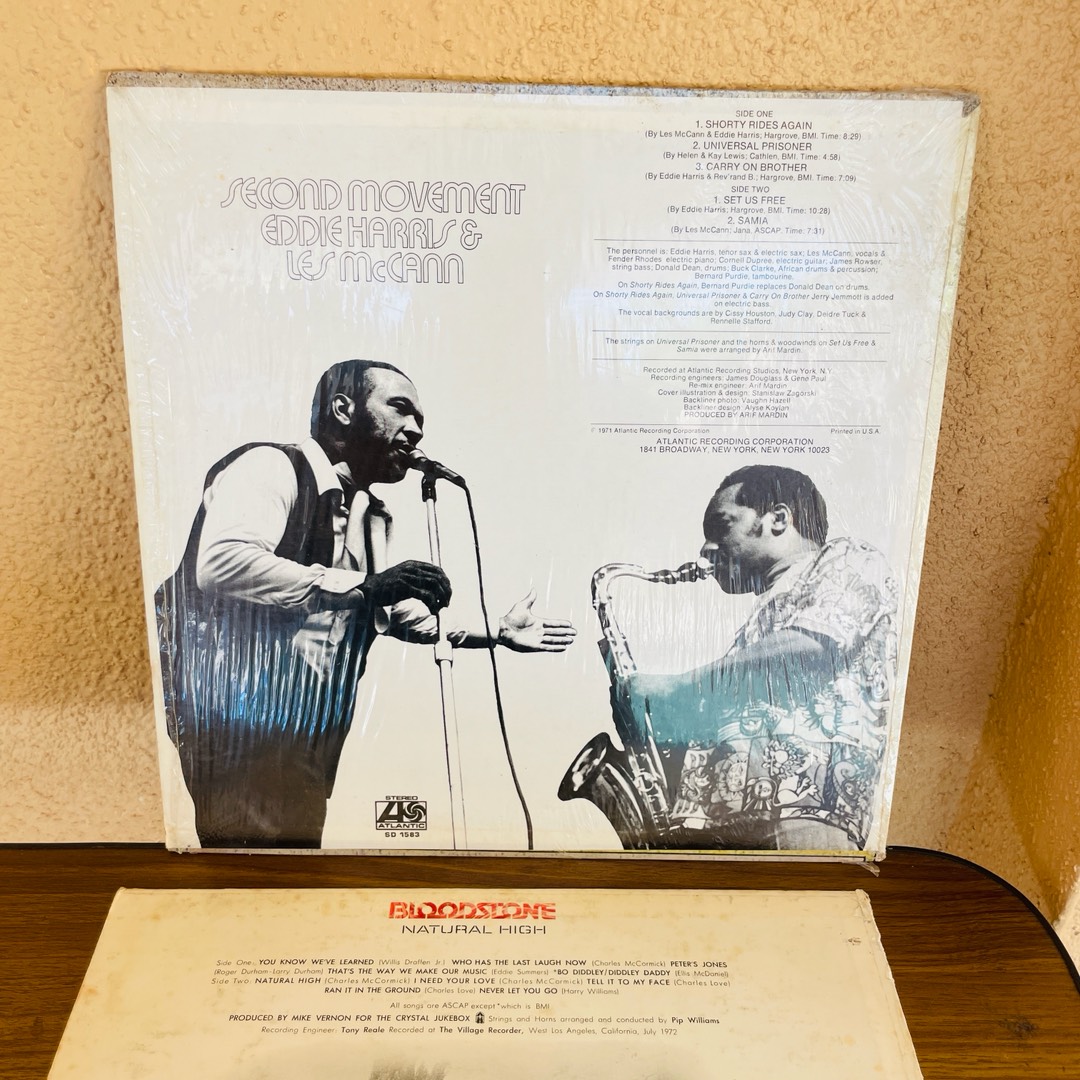 SECOND MOVEMENT
EDDIE HARRIS &
LES McCANN
SIDE ONE
1. SHORTY RIDES AGAIN
(By Les McCann & Eddie Harris; Hargrove, BMI. Time: 8:29)
2. UNIVERSAL PRISONER
(By Helen & Kay Lewis; Cathlen, BMI. Time: 4:58)
3. CARRY ON BROTHER
(By Eddie Harris & Rev'rand B.; Hargrove, BMI. Time: 7:09)
SIDE TWO
1. SET US FREE
(By Eddie Harris; Hargrove, BMI. Time: 10:28)
2. SAMIA
(By Les McCann; Jana, ASCAP. Time: 7:31)
The personnel is: Eddie Harris, tenor sax & electric sax; Les McCann, vocals &
Fender Rhodes electric piano; Cornell Dupree, electric guitar; James Rowser,
string bass; Donald Dean, drums; Buck Clarke, African drums & percussion;
Bernard Purdie, tambourine.
On Shorty Rides Again, Bernard Purdie replaces Donald Dean on drums.
On Shorty Rides Again, Universal Prisoner & Carry On Brother Jerry Jemmott is added
on electric bass.
The vocal backgrounds are by Cissy Houston, Judy Clay, Deidre Tuck &
Rennelle Stafford.
The strings on Universal Prisoner and the horns & woodwinds on Set Us Free &
Samia were arranged by Arif Mardin.
Recorded at Atlantic Recording Studios, New York, N.Y.
Recording engineers: James Douglass & Gene Paul
Re-mix engineer: Arif Mardin
Cover illustration & design: Stanislaw Zagorski
Backliner photo: Vaughn Hazell
Backliner design: Alyse Koylan
PRODUCED BY ARIF MARDIN
℗ 1971 Atlantic Recording Corporation Printed in U.S.A.
ATLANTIC RECORDING CORPORATION
1841 BROADWAY, NEW YORK, NEW YORK 10023
STEREO
ATLANTIC
SD 1583
BLOODSTONE
NATURAL HIGH
Side One: YOU KNOW WE'VE LEARNED (Willis Draffen Jr.) WHO HAS THE LAST LAUGH NOW (Charles McCormick) PETER'S JONES
(Roger Durham-Larry Durham) THAT'S THE WAY WE MAKE OUR MUSIC (Eddie Summers) *BO DIDDLEY/DIDDLEY DADDY (Ellis McDaniel)
Side Two: NATURAL HIGH (Charles McCormick) I NEED YOUR LOVE (Charles McCormick) TELL IT TO MY FACE (Charles Love)
RAN IT IN THE GROUND (Charles Love) NEVER LET YOU GO (Harry Williams)
All songs are ASCAP except *which is BMI.
PRODUCED BY MIKE VERNON FOR THE CRYSTAL JUKEBOX Strings and Horns arranged and conducted by Pip Williams
Recording Engineer: Tony Reale Recorded at The Village Recorder, West Los Angeles, California, July 1972